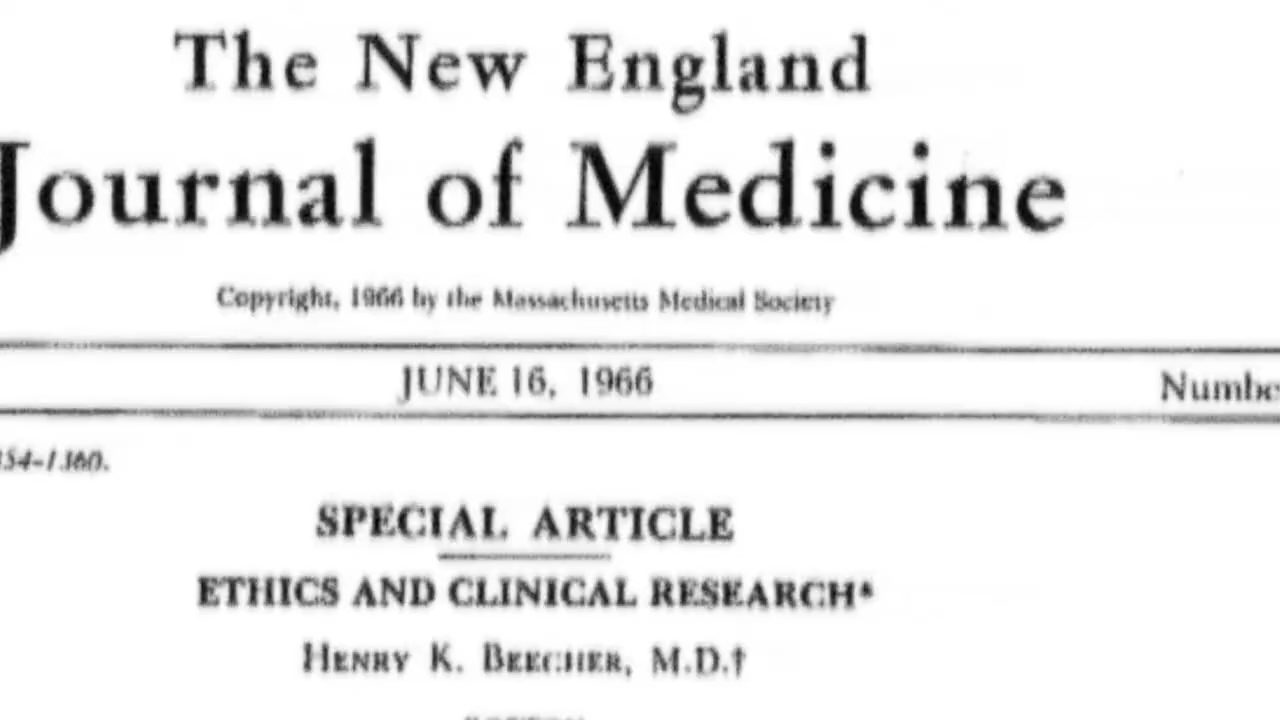 The New England
Journal of Medicine
Copyright, 1966 by the Massachusetts Medical Society
JUNE 16, 1966
SPECIAL ARTICLE
ETHICS AND CLINICAL RESEARCH*
HENRY K. BEECHER, M.D.†